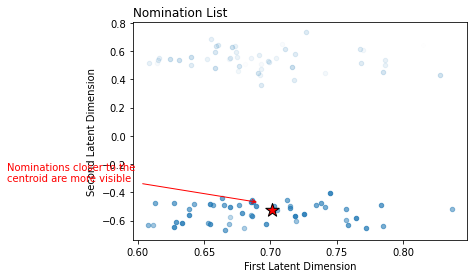 Nomination List
0.8
0.6
0.4
0.2
0.0
−0.2
−0.4
−0.6
Second Latent Dimension
Nominations closer to the
centroid are more visible
0.60 0.65 0.70 0.75 0.80
First Latent Dimension